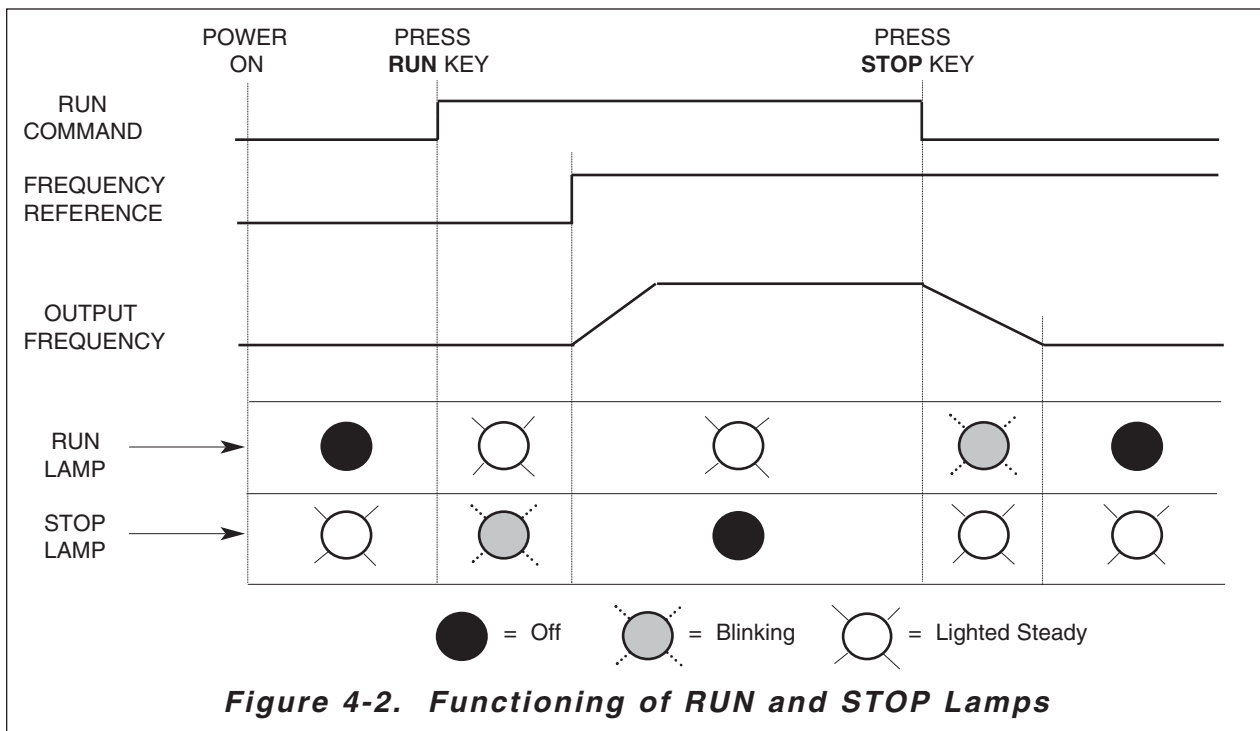 POWER
ON
PRESS
RUN KEY
PRESS
STOP KEY
RUN
COMMAND
FREQUENCY
REFERENCE
OUTPUT
FREQUENCY
RUN
LAMP
STOP
LAMP
= Off
= Blinking
= Lighted Steady
Figure 4-2. Functioning of RUN and STOP Lamps